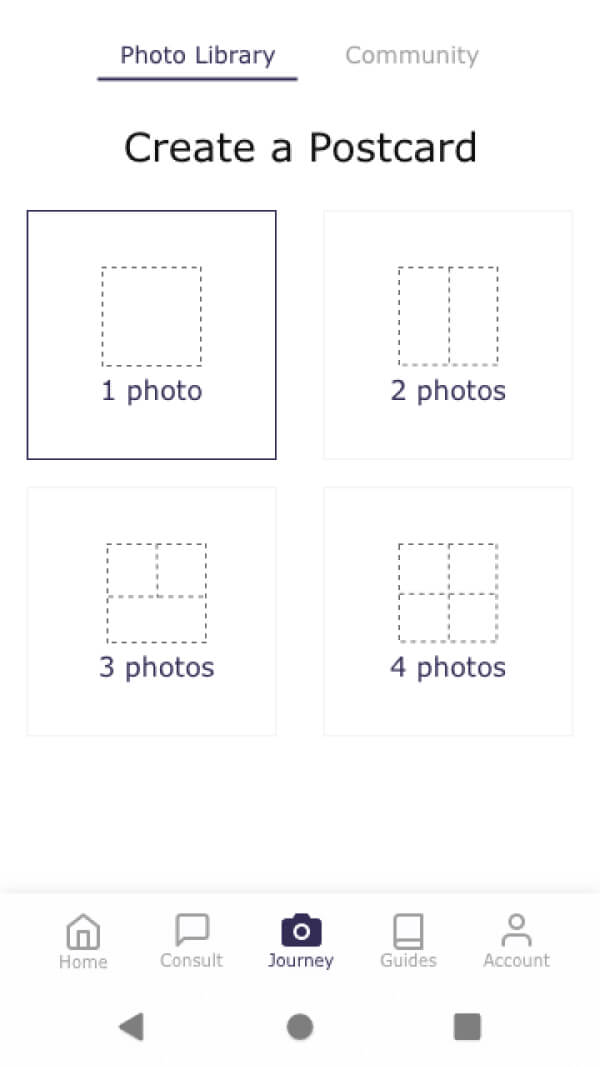 Photo Library Community
Create a Postcard
1 photo 2 photos
3 photos 4 photos
Home Consult Journey Guides Account